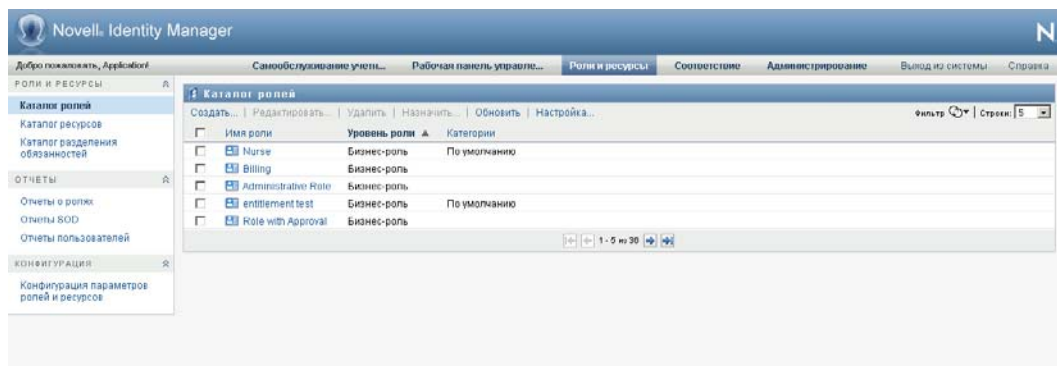 Novell® Identity Manager
N
Добро пожаловать, Application!
Самообслуживание учетн... Рабочая панель управле... Роли и ресурсы Соответствие Администрирование Выход из системы Справка
РОЛИ И РЕСУРСЫ
Каталог ролей
Каталог ресурсов
Каталог разделения
обязанностей
ОТЧЕТЫ
Отчеты о ролях
Отчеты SOD
Отчеты пользователей
КОНФИГУРАЦИЯ
Конфигурация параметров
ролей и ресурсов
Каталог ролей
Создать... | Редактировать... | Удалить | Назначить... | Обновить | Настройка...
Фильтр | Строки: 5
Имя роли Уровень роли Категории
Nurse Бизнес-роль По умолчанию
Billing Бизнес-роль
Administrative Role Бизнес-роль
entitlement test Бизнес-роль По умолчанию
Role with Approval Бизнес-роль
1 - 5 из 30